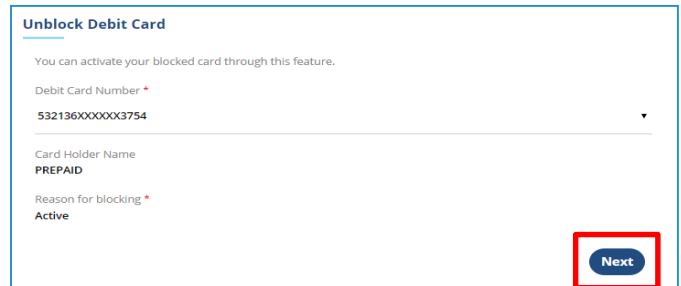 Unblock Debit Card
You can activate your blocked card through this feature.
Debit Card Number *
532136XXXXXX3754
Card Holder Name
PREPAID
Reason for blocking *
Active
Next